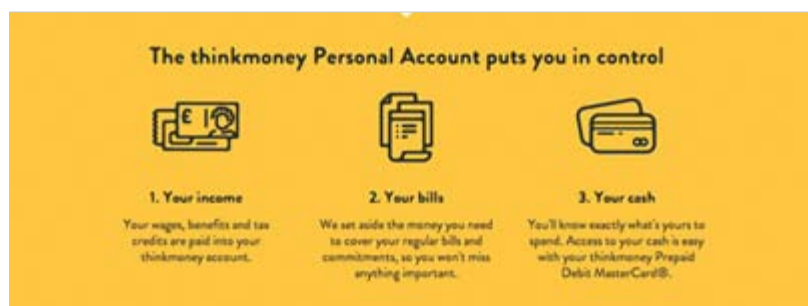 The thinkmoney Personal Account puts you in control
£
1. Your income
Your wages, benefits and tax
credits are paid into your
thinkmoney account.
2. Your bills
We set aside the money you need
to cover your regular bills and
commitments, so you won't miss
anything important.
3. Your cash
You'll know exactly what's yours to
spend. Access to your cash is easy
with your thinkmoney Prepaid
Debit MasterCard®.